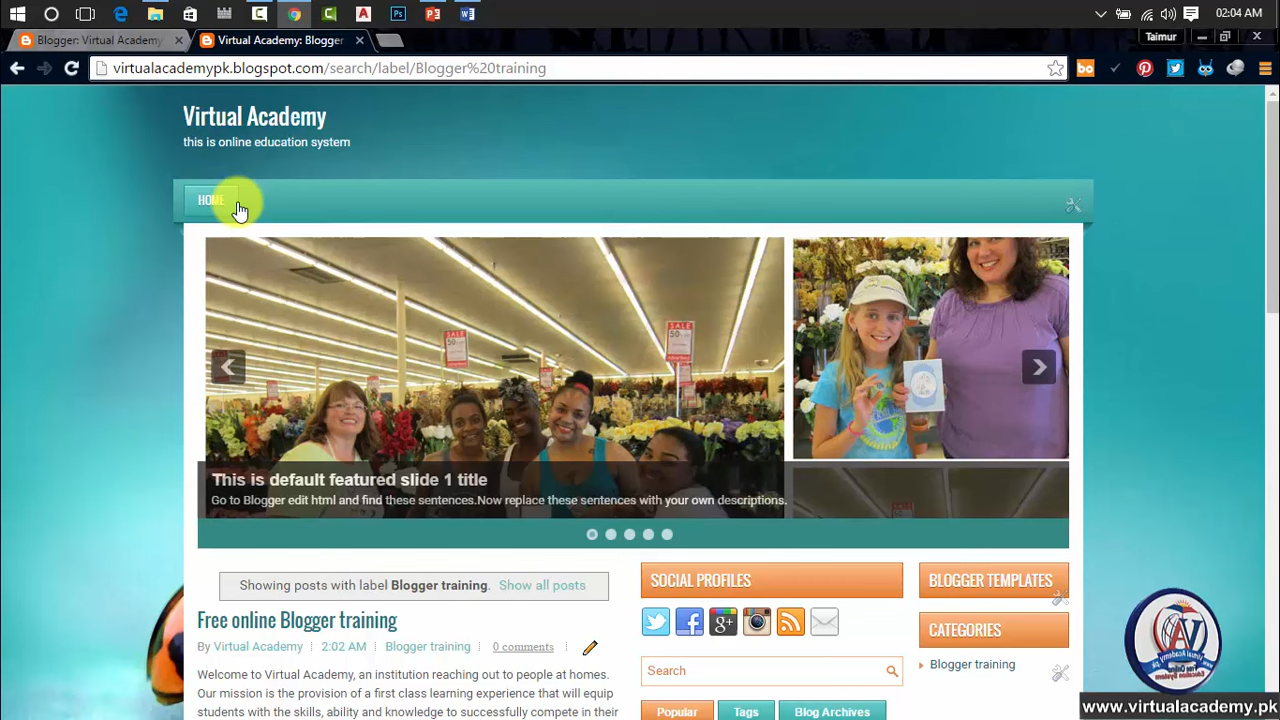 02:04 AM
Blogger: Virtual Academy
Virtual Academy: Blogger
Taimur
virtualacademypk.blogspot.com/search/label/Blogger%20training
Virtual Academy
this is online education system
HOME
SALE
50
SALE
50
This is default featured slide 1 title
Go to Blogger edit html and find these sentences.Now replace these sentences with your own descriptions.
Showing posts with label Blogger training. Show all posts
Free online Blogger training
By Virtual Academy 2:02 AM Blogger training 0 comments
Welcome to Virtual Academy, an institution reaching out to people at homes.
Our mission is the provision of a first class learning experience that will equip
students with the skills, ability and knowledge to successfully compete in their
SOCIAL PROFILES
Search
Popular Tags Blog Archives
BLOGGER TEMPLATES
CATEGORIES
Blogger training
www.virtualacademy.pk